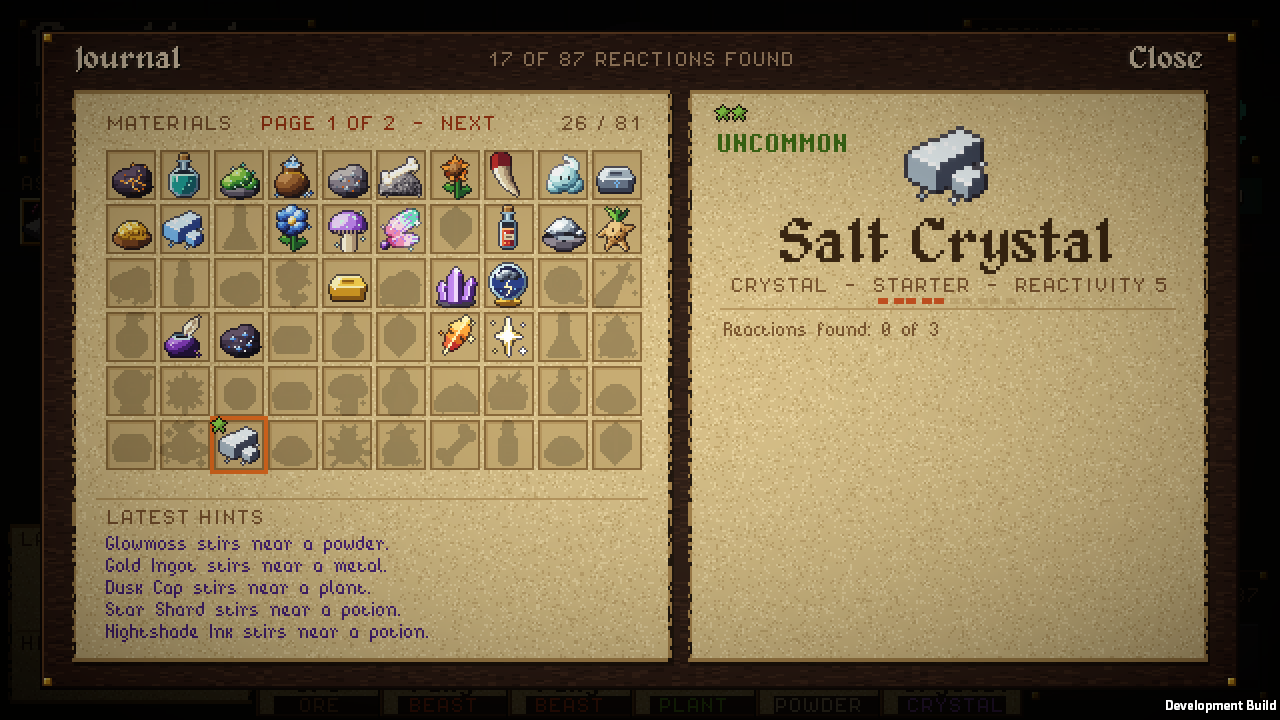 Journal
17 OF 87 REACTIONS FOUND
Close
MATERIALS PAGE 1 OF 2 - NEXT 26 / 81
UNCOMMON
Salt Crystal
CRYSTAL - STARTER - REACTIVITY 5
Reactions found: 0 of 3
LATEST HINTS
Glowmoss stirs near a powder.
Gold Ingot stirs near a metal.
Dusk Cap stirs near a plant.
Star Shard stirs near a potion.
Nightshade Ink stirs near a potion.
ORE BEAST BEAST PLANT POWDER CRYSTAL
Development Build